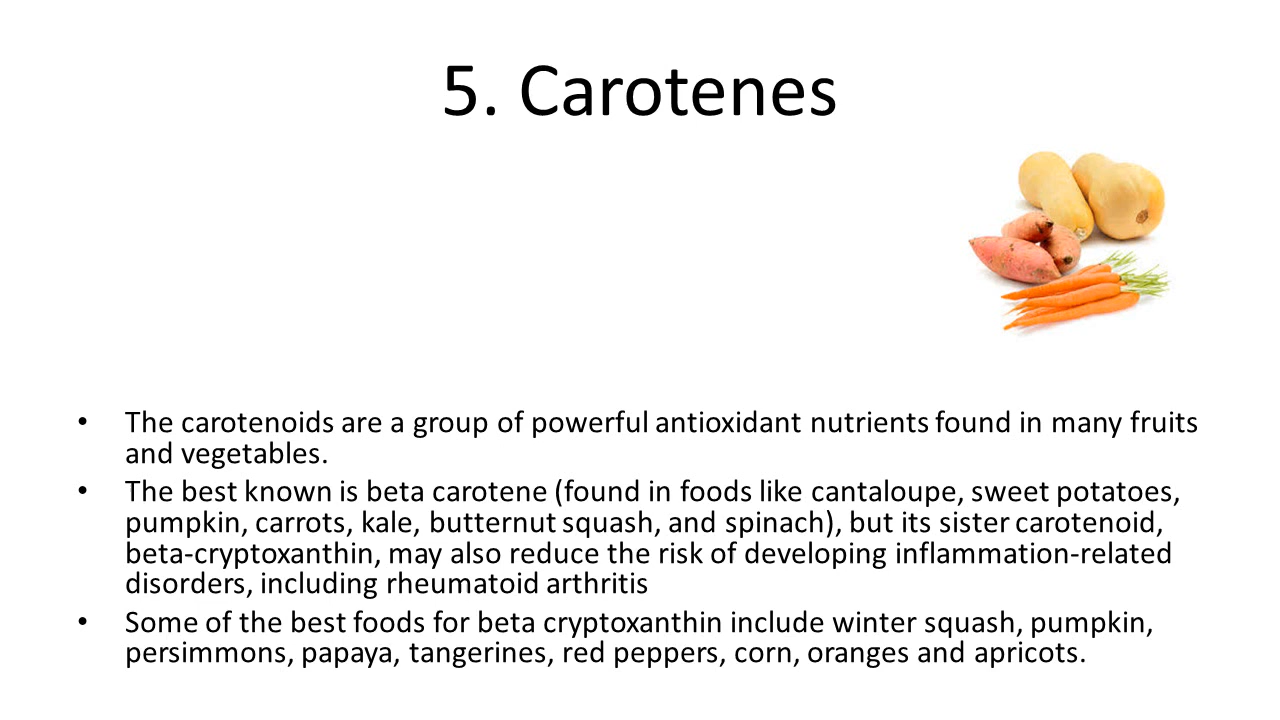 5. Carotenes
• The carotenoids are a group of powerful antioxidant nutrients found in many fruits
and vegetables.
• The best known is beta carotene (found in foods like cantaloupe, sweet potatoes,
pumpkin, carrots, kale, butternut squash, and spinach), but its sister carotenoid,
beta-cryptoxanthin, may also reduce the risk of developing inflammation-related
disorders, including rheumatoid arthritis
• Some of the best foods for beta cryptoxanthin include winter squash, pumpkin,
persimmons, papaya, tangerines, red peppers, corn, oranges and apricots.